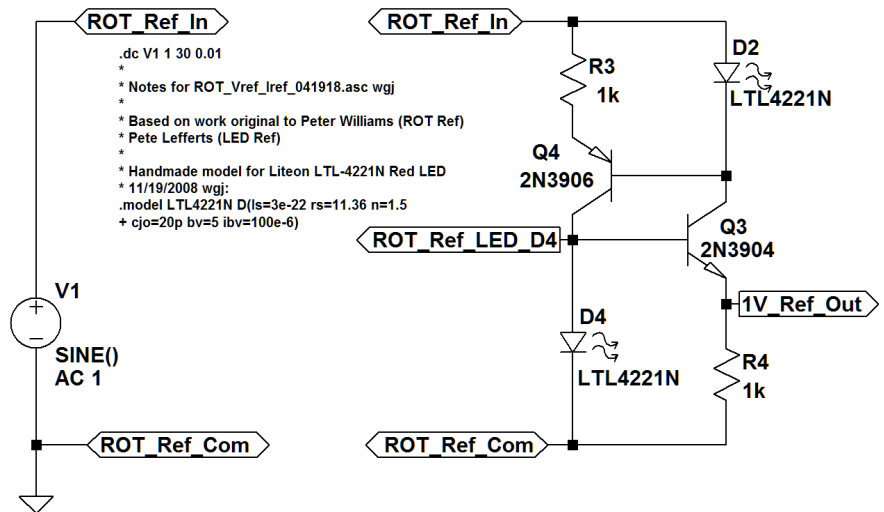 ROT_Ref_In
.dc V1 1 30 0.01
*
* Notes for ROT_Vref_Iref_041918.asc wgj
*
* Based on work original to Peter Williams (ROT Ref)
* Pete Lefferts (LED Ref)
*
* Handmade model for Liteon LTL-4221N Red LED
* 11/19/2008 wgj:
.model LTL4221N D(Is=3e-22 rs=11.36 n=1.5
+ cjo=20p bv=5 ibv=100e-6)
V1
SINE()
AC 1
ROT_Ref_Com
ROT_Ref_In
R3
1k
D2
LTL4221N
Q4
2N3906
Q3
2N3904
ROT_Ref_LED_D4
1V_Ref_Out
D4
LTL4221N
R4
1k
ROT_Ref_Com